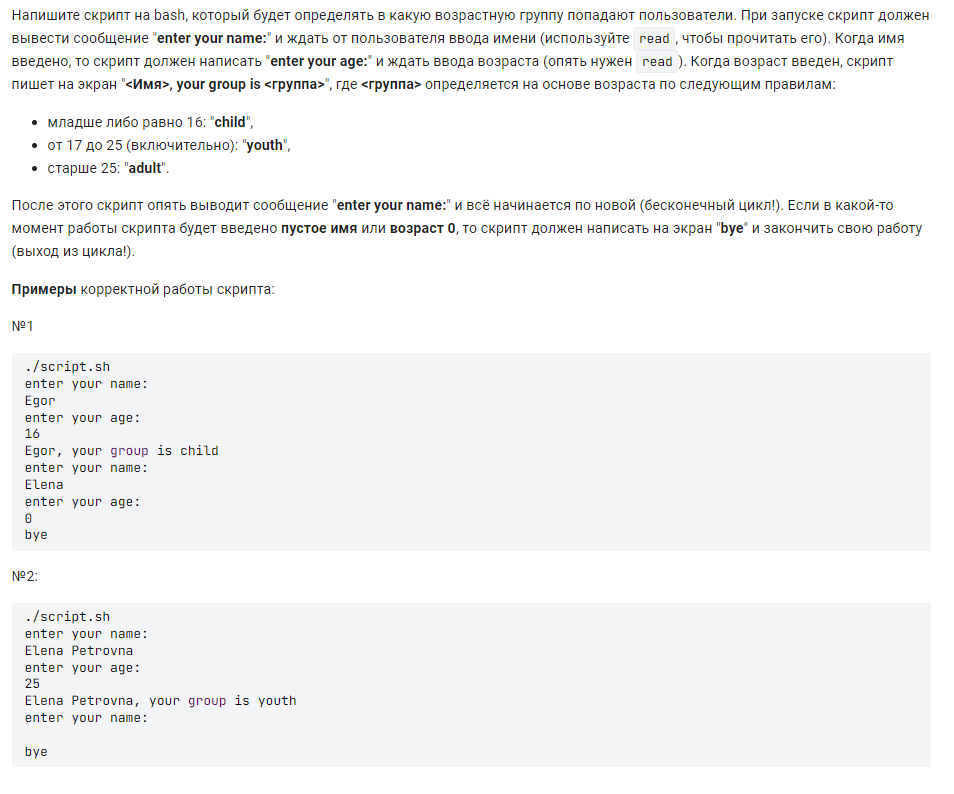 Напишите скрипт на bash, который будет определять в какую возрастную группу попадают пользователи. При запуске скрипт должен
вывести сообщение "enter your name:" и ждать от пользователя ввода имени (используйте read, чтобы прочитать его). Когда имя
введено, то скрипт должен написать "enter your age:" и ждать ввода возраста (опять нужен read). Когда возраст введен, скрипт
пишет на экран "<Имя>, your group is <группа>", где <группа> определяется на основе возраста по следующим правилам:
• младше либо равно 16: "child",
• от 17 до 25 (включительно): "youth",
• старше 25: "adult".
После этого скрипт опять выводит сообщение "enter your name:" и всё начинается по новой (бесконечный цикл!). Если в какой-то
момент работы скрипта будет введено пустое имя или возраст 0, то скрипт должен написать на экран "bye" и закончить свою работу
(выход из цикла!).
Примеры корректной работы скрипта:
№1
./script.sh
enter your name:
Egor
enter your age:
16
Egor, your group is child
enter your name:
Elena
enter your age:
0
bye
№2:
./script.sh
enter your name:
Elena Petrovna
enter your age:
25
Elena Petrovna, your group is youth
enter your name:
bye